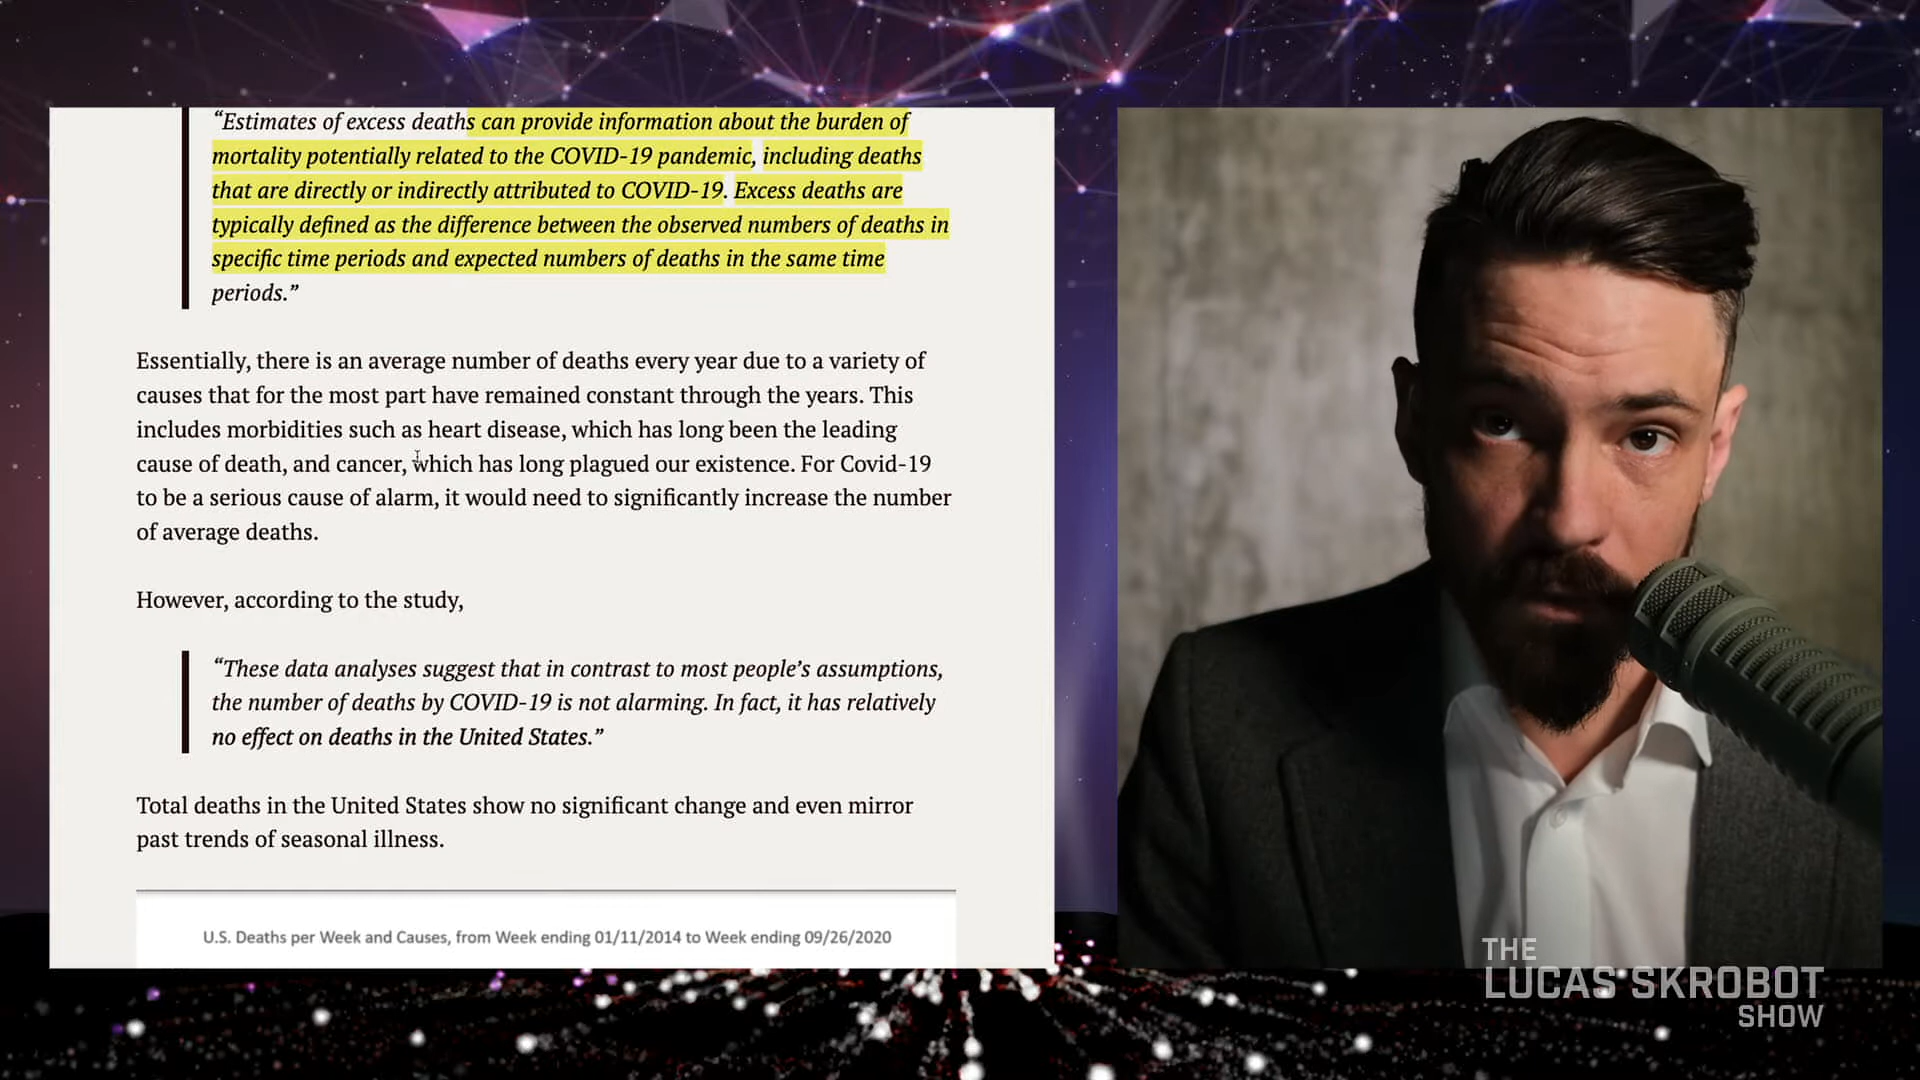 “Estimates of excess deaths can provide information about the burden of
mortality potentially related to the COVID-19 pandemic, including deaths
that are directly or indirectly attributed to COVID-19. Excess deaths are
typically defined as the difference between the observed numbers of deaths in
specific time periods and expected numbers of deaths in the same time
periods.”
Essentially, there is an average number of deaths every year due to a variety of
causes that for the most part have remained constant through the years. This
includes morbidities such as heart disease, which has long been the leading
cause of death, and cancer, which has long plagued our existence. For Covid-19
to be a serious cause of alarm, it would need to significantly increase the number
of average deaths.
However, according to the study,
“These data analyses suggest that in contrast to most people’s assumptions,
the number of deaths by COVID-19 is not alarming. In fact, it has relatively
no effect on deaths in the United States.”
Total deaths in the United States show no significant change and even mirror
past trends of seasonal illness.
U.S. Deaths per Week and Causes, from Week ending 01/11/2014 to Week ending 09/26/2020
THE
LUCAS SKROBOT
SHOW